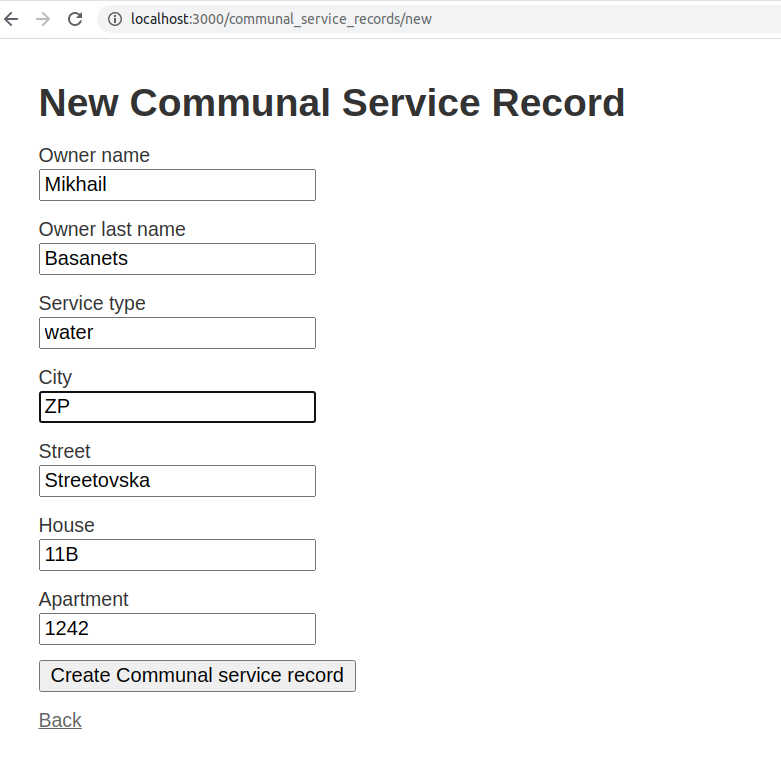 localhost:3000/communal_service_records/new
New Communal Service Record
Owner name
Mikhail
Owner last name
Basanets
Service type
water
City
ZP
Street
Streetovska
House
11B
Apartment
1242
Create Communal service record
Back